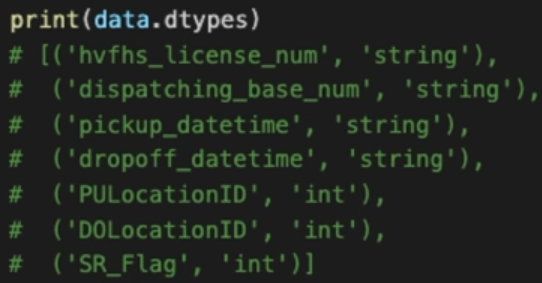 print(data.dtypes)
# [('hvfhs_license_num', 'string'),
#  ('dispatching_base_num', 'string'),
#  ('pickup_datetime', 'string'),
#  ('dropoff_datetime', 'string'),
#  ('PULocationID', 'int'),
#  ('DOLocationID', 'int'),
#  ('SR_Flag', 'int')]